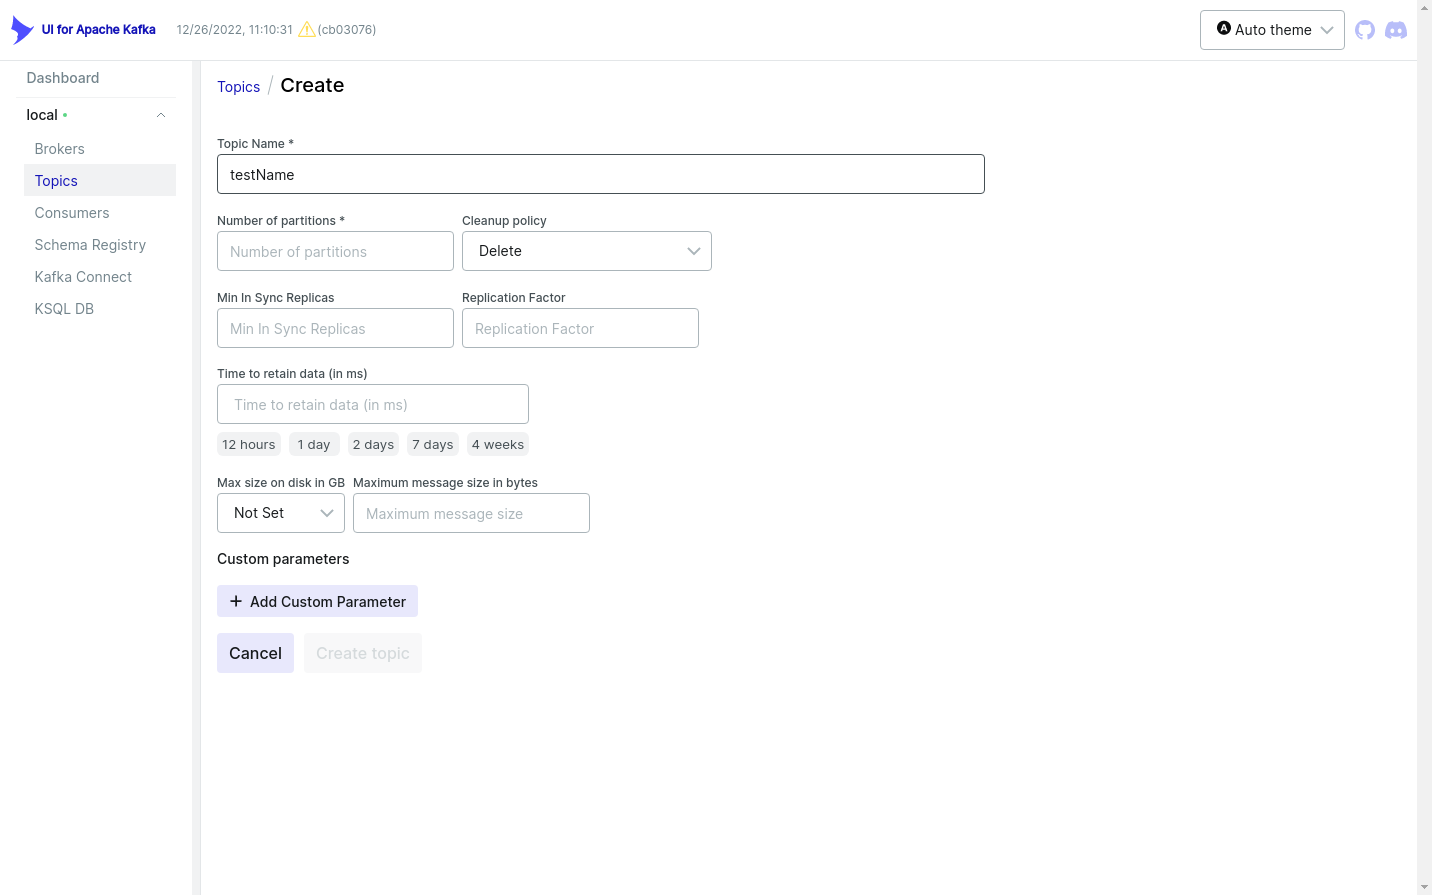 UI for Apache Kafka 12/26/2022, 11:10:31 (cb03076) A Auto theme
Dashboard
local
Brokers
Topics
Consumers
Schema Registry
Kafka Connect
KSQL DB
Topics / Create
Topic Name *
testName
Number of partitions * Cleanup policy
Number of partitions Delete
Min In Sync Replicas Replication Factor
Min In Sync Replicas Replication Factor
Time to retain data (in ms)
Time to retain data (in ms)
12 hours 1 day 2 days 7 days 4 weeks
Max size on disk in GB Maximum message size in bytes
Not Set Maximum message size
Custom parameters
+ Add Custom Parameter
Cancel Create topic